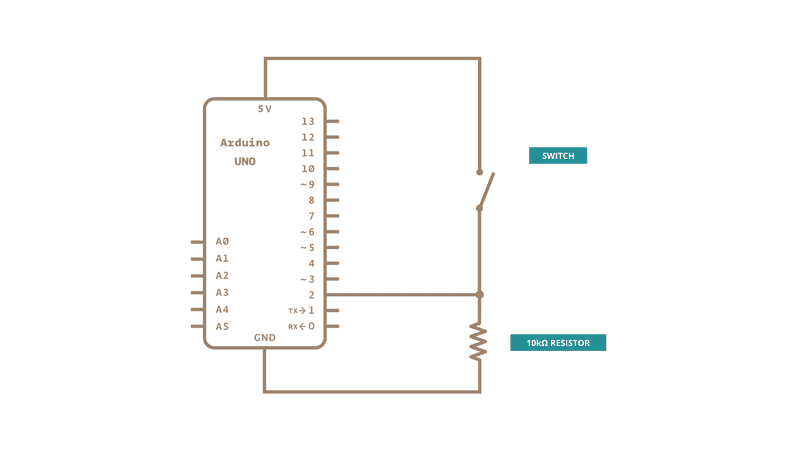 5V
Arduino
UNO
13
12
11
10
~9
8
7
~6
~5
4
~3
2
TX→1
RX←0
A0
A1
A2
A3
A4
A5
GND
SWITCH
10kΩ RESISTOR